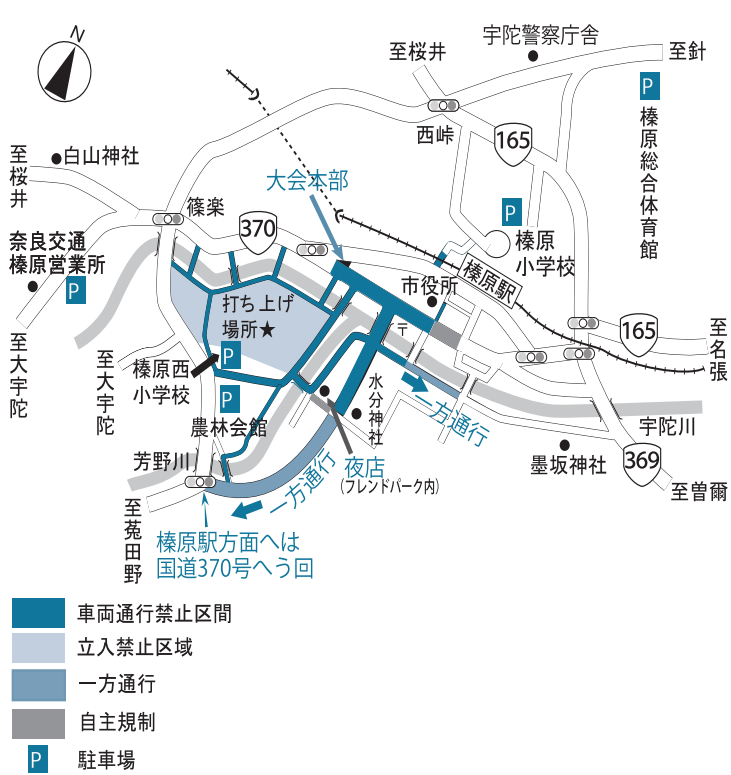 N
至桜井
宇陀警察庁舎
至針
P
榛原総合体育館
西峠
165
至桜井
白山神社
大会本部
篠楽
370
P
榛原
小学校
奈良交通
榛原営業所
P
榛原駅
市役所
打ち上げ
場所★
〒
165
至名張
至大宇陀
至大宇陀
榛原西
小学校
P
P
農林会館
水分神社
一方通行
宇陀川
芳野川
夜店
(フレンドパーク内)
墨坂神社
369
至曽爾
一方通行
至菟田野
榛原駅方面へは
国道370号へう回
車両通行禁止区間
立入禁止区域
一方通行
自主規制
P 駐車場